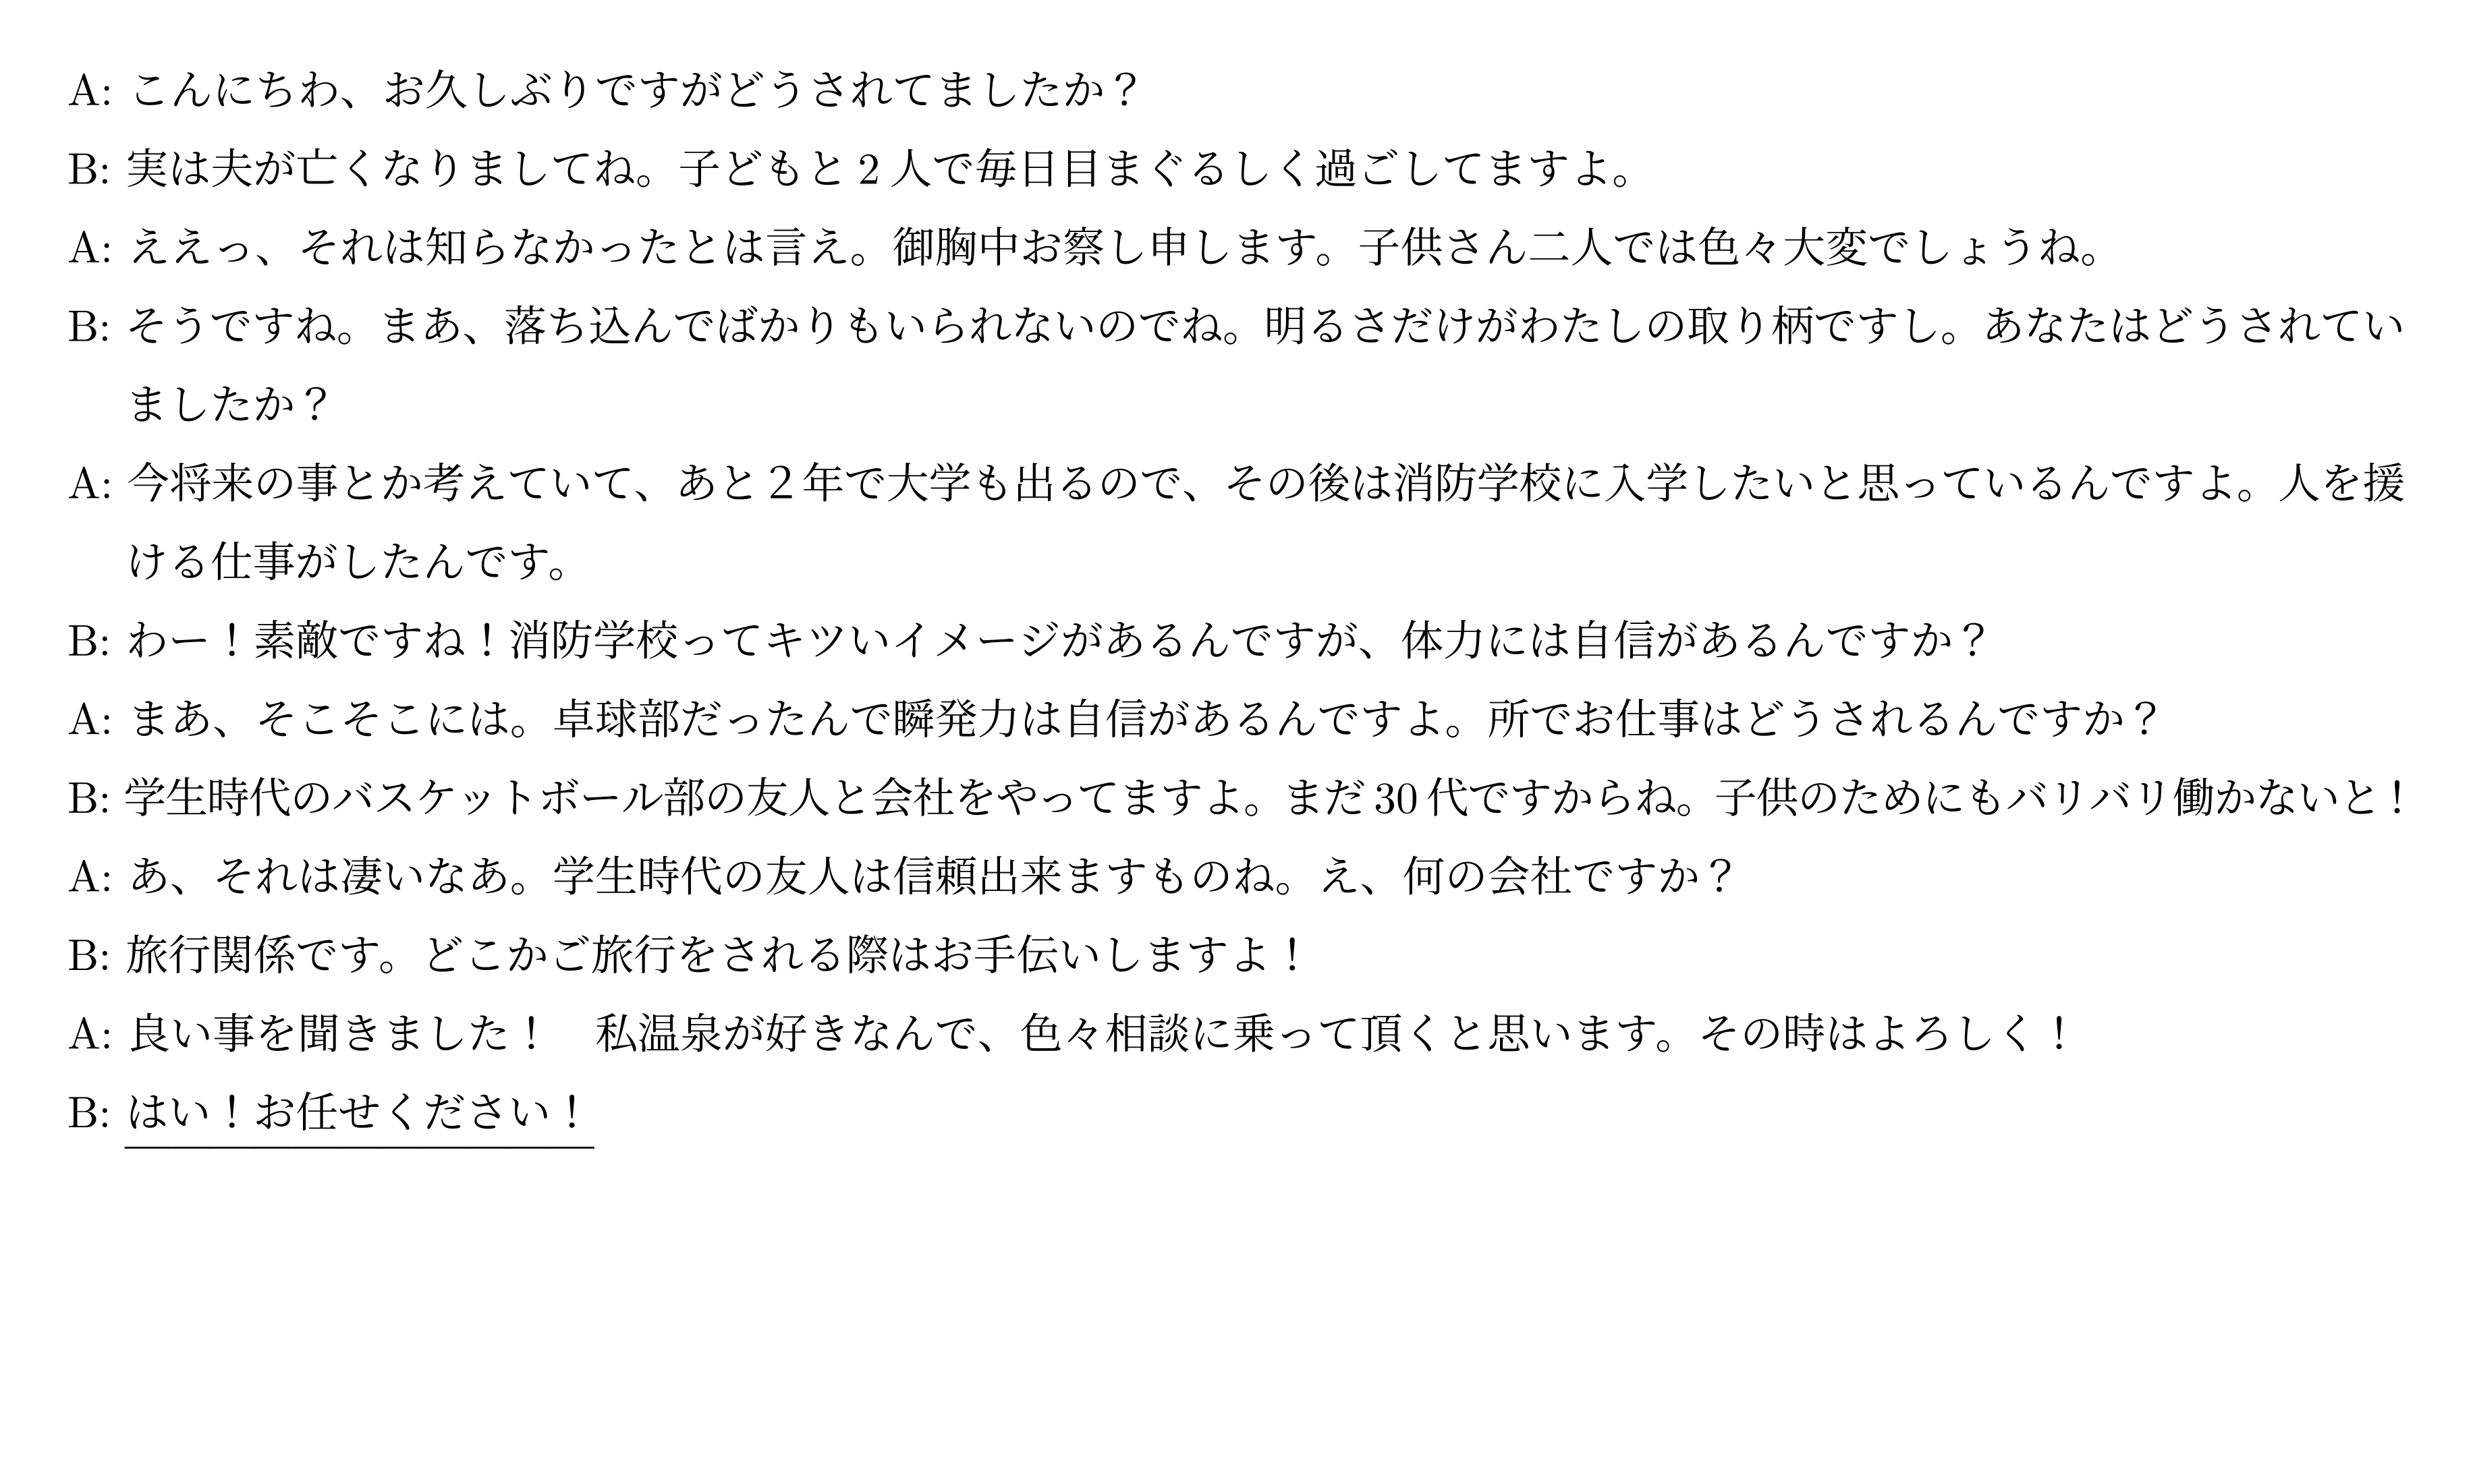 A: こんにちわ、お久しぶりですがどうされてましたか？
B: 実は夫が亡くなりましてね。子どもと 2 人で毎日目まぐるしく過ごしてますよ。
A: ええっ、それは知らなかったとは言え。御胸中お察し申します。子供さん二人では色々大変でしょうね。
B: そうですね。まあ、落ち込んでばかりもいられないのでね。明るさだけがわたしの取り柄ですし。あなたはどうされてい
ましたか？
A: 今将来の事とか考えていて、あと２年で大学も出るので、その後は消防学校に入学したいと思っているんですよ。人を援
ける仕事がしたんです。
B: わー！素敵ですね！消防学校ってキツいイメージがあるんですが、体力には自信があるんですか？
A: まあ、そこそこには。卓球部だったんで瞬発力は自信があるんですよ。所でお仕事はどうされるんですか？
B: 学生時代のバスケットボール部の友人と会社をやってますよ。まだ 30 代ですからね。子供のためにもバリバリ働かないと！
A: あ、それは凄いなあ。学生時代の友人は信頼出来ますものね。え、何の会社ですか？
B: 旅行関係です。どこかご旅行をされる際はお手伝いしますよ！
A: 良い事を聞きました！　私温泉が好きなんで、色々相談に乗って頂くと思います。その時はよろしく！
B: はい！お任せください！